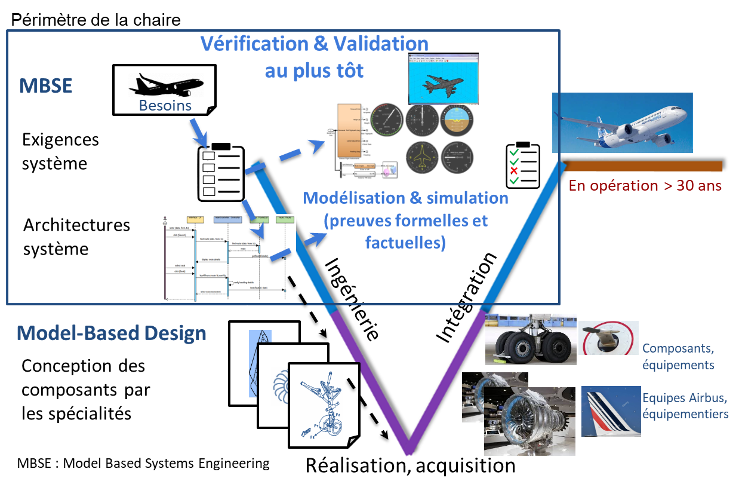 Périmètre de la chaire
Vérification & Validation
au plus tôt
MBSE
Besoins
Exigences
système
Modélisation & simulation
(preuves formelles et
factuelles)
En opération > 30 ans
Architectures
système
Ingénierie
Intégration
Model-Based Design
Conception des
composants par
les spécialités
Composants,
équipements
Equipes Airbus,
équipementiers
MBSE : Model Based Systems Engineering
Réalisation, acquisition